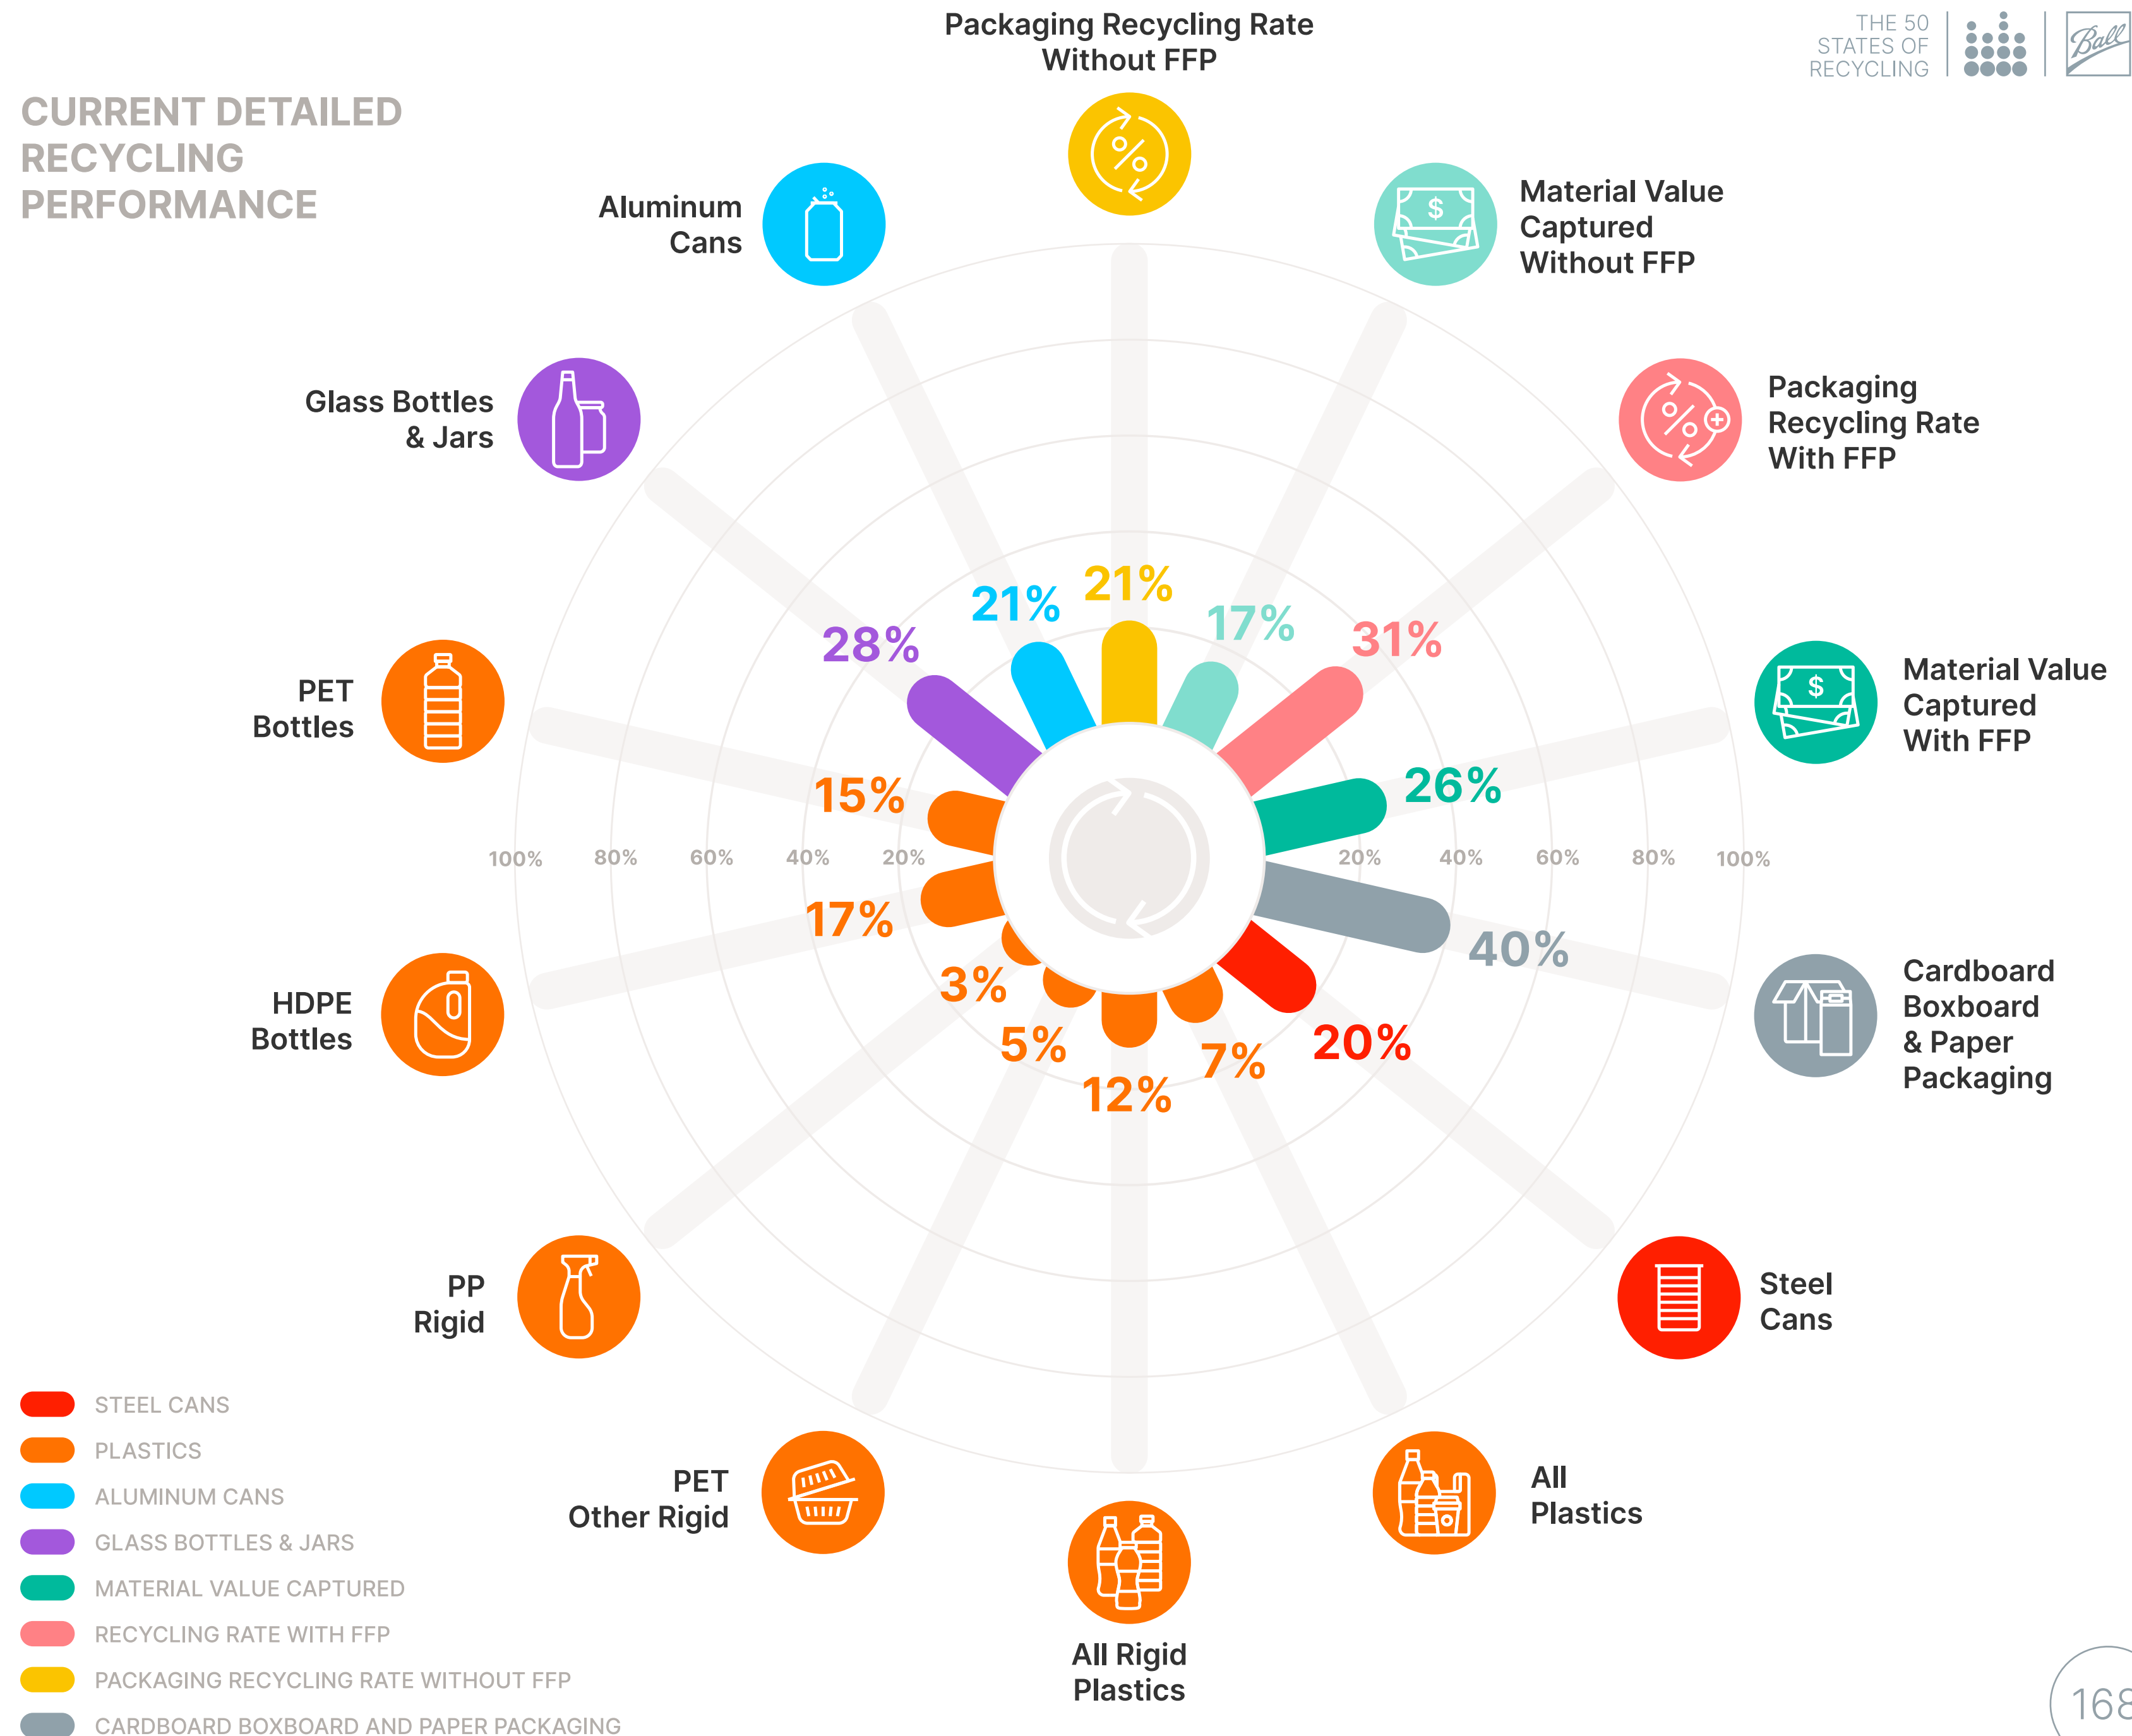 Packaging Recycling Rate
Without FFP
THE 50
STATES OF
RECYCLING
Ball
CURRENT DETAILED
RECYCLING
PERFORMANCE
Aluminum
Cans
Material Value
Captured
Without FFP
$
Glass Bottles
& Jars
Packaging
Recycling Rate
With FFP
%
%
PET
Bottles
Material Value
Captured
With FFP
$
21%
21%
17%
28%
31%
15%
26%
100% 80% 60% 40% 20% 20% 40% 60% 80% 100%
17%
40%
3%
5%
12%
7%
20%
HDPE
Bottles
Cardboard
Boxboard
& Paper
Packaging
PP
Rigid
Steel
Cans
PET
Other Rigid
All
Plastics
All Rigid
Plastics
STEEL CANS
PLASTICS
ALUMINUM CANS
GLASS BOTTLES & JARS
MATERIAL VALUE CAPTURED
RECYCLING RATE WITH FFP
PACKAGING RECYCLING RATE WITHOUT FFP
CARDBOARD BOXBOARD AND PAPER PACKAGING
168